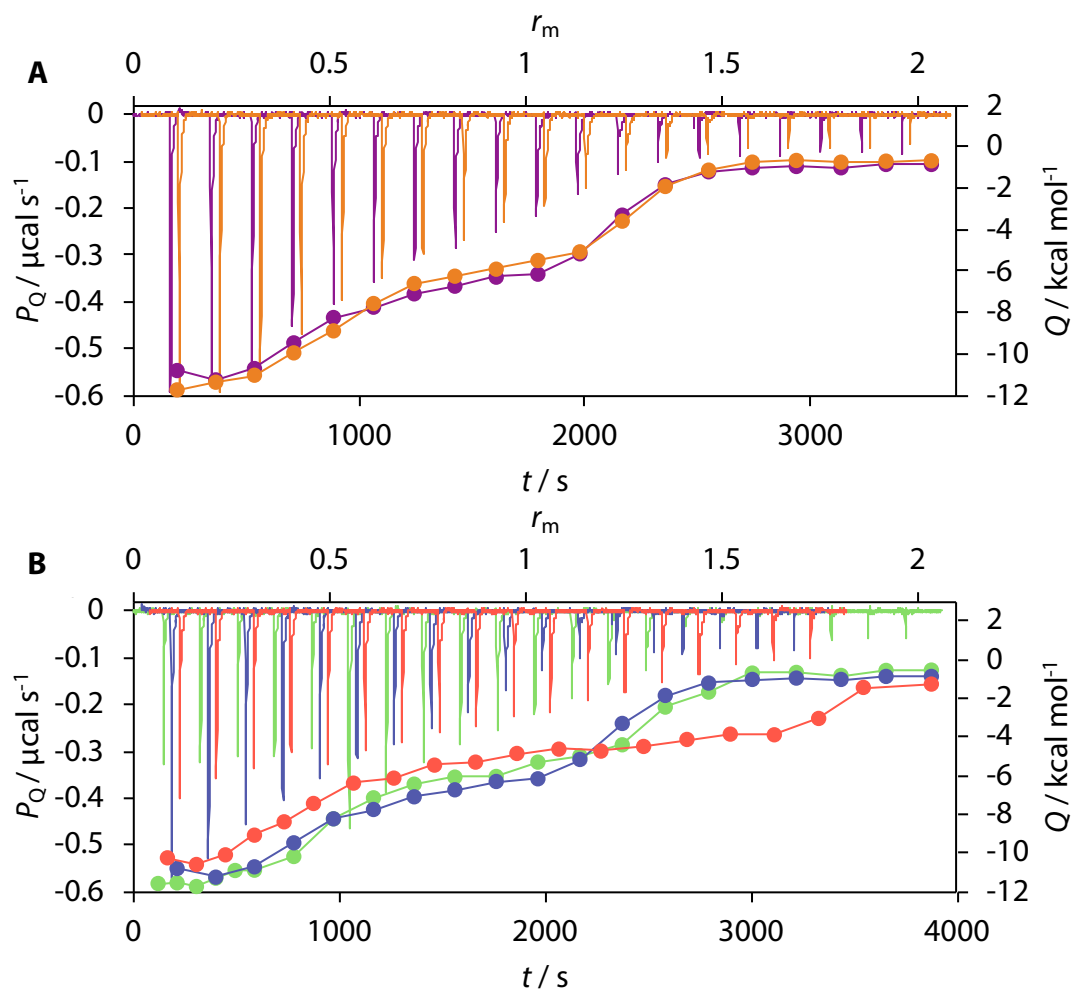 r_m
A
0 0.5 1 1.5 2
0 2
-0.1 0
-0.2 -2
-0.3 -4
-0.4 -6
-0.5 -8
-0.6 -10
-12
P_Q / µcal s⁻¹
Q / kcal mol⁻¹
0 1000 2000 3000
t / s
r_m
B
0 0.5 1 1.5 2
0 2
-0.1 0
-0.2 -2
-0.3 -4
-0.4 -6
-0.5 -8
-0.6 -10
-12
P_Q / µcal s⁻¹
Q / kcal mol⁻¹
0 1000 2000 3000 4000
t / s